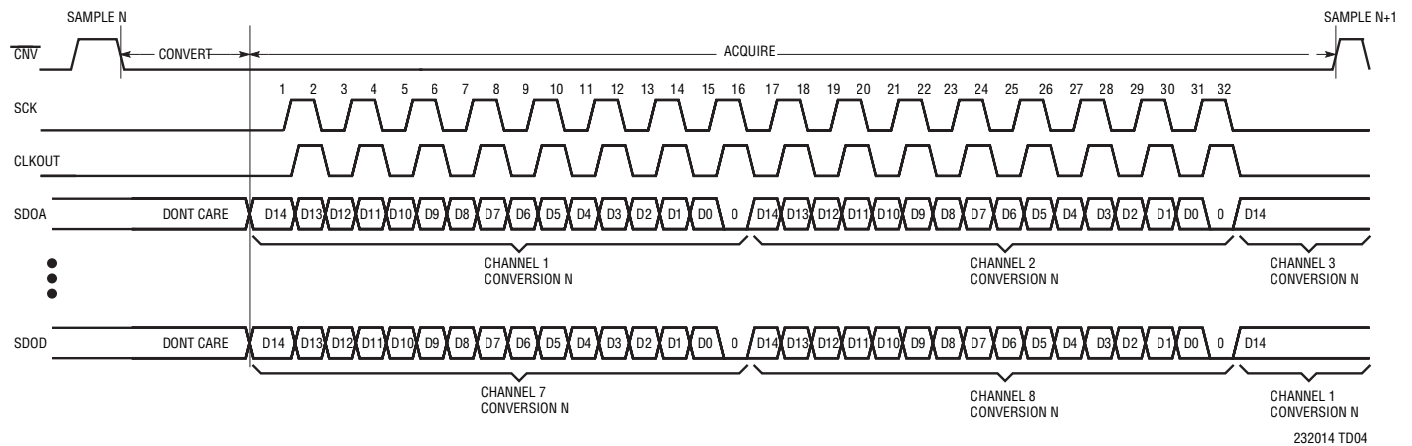 SAMPLE N SAMPLE N+1
CNV CONVERT ACQUIRE
1 2 3 4 5 6 7 8 9 10 11 12 13 14 15 16 17 18 19 20 21 22 23 24 25 26 27 28 29 30 31 32
SCK
CLKOUT
SDOA DONT CARE D14 D13 D12 D11 D10 D9 D8 D7 D6 D5 D4 D3 D2 D1 D0 0 D14 D13 D12 D11 D10 D9 D8 D7 D6 D5 D4 D3 D2 D1 D0 0 D14
CHANNEL 1 CHANNEL 2 CHANNEL 3
CONVERSION N CONVERSION N CONVERSION N
SDOD DONT CARE D14 D13 D12 D11 D10 D9 D8 D7 D6 D5 D4 D3 D2 D1 D0 0 D14 D13 D12 D11 D10 D9 D8 D7 D6 D5 D4 D3 D2 D1 D0 0 D14
CHANNEL 7 CHANNEL 8 CHANNEL 1
CONVERSION N CONVERSION N CONVERSION N
232014 TD04